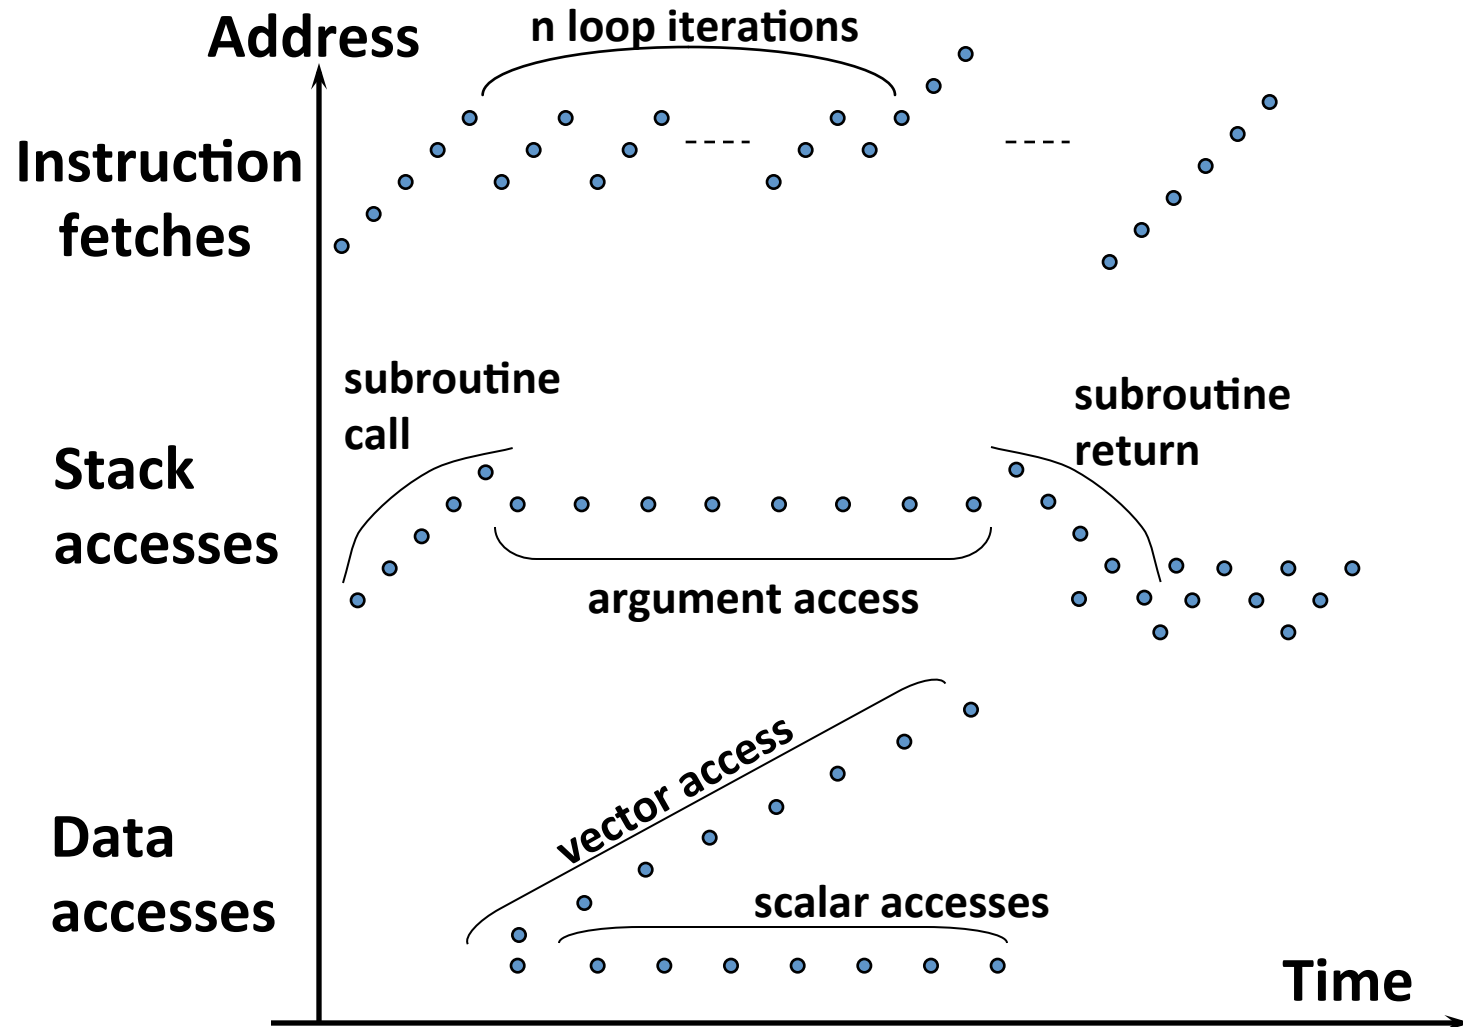 Address
n loop iterations
Instruction
fetches
subroutine
call
subroutine
return
Stack
accesses
argument access
vector access
Data
accesses
scalar accesses
Time